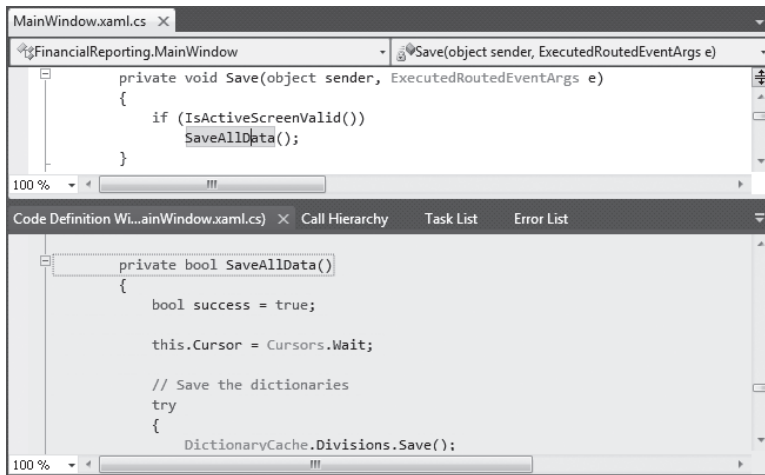 MainWindow.xaml.cs
FinancialReporting.MainWindow Save(object sender, ExecutedRoutedEventArgs e)
private void Save(object sender, ExecutedRoutedEventArgs e)
{
if (IsActiveScreenValid())
SaveAllData();
}
100 %
Code Definition Wi...ainWindow.xaml.cs) Call Hierarchy Task List Error List
private bool SaveAllData()
{
bool success = true;
this.Cursor = Cursors.Wait;
// Save the dictionaries
try
{
DictionaryCache.Divisions.Save();
100 %